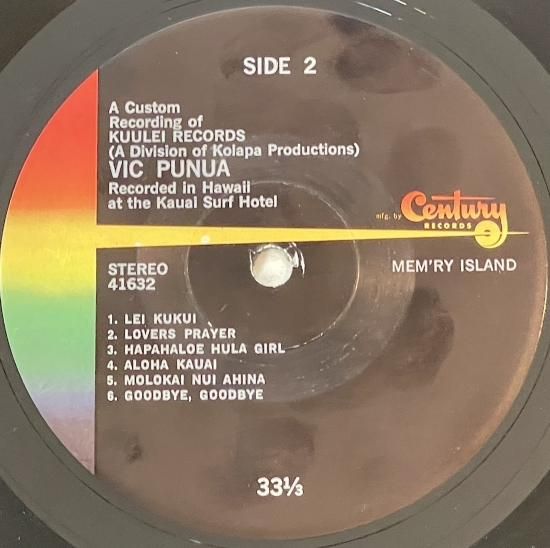 SIDE 2
A Custom
Recording of
KUULEI RECORDS
(A Division of Kolapa Productions)
VIC PUNUA
Recorded in Hawaii
at the Kauai Surf Hotel
mfg. by Century
RECORDS
STEREO
41632
MEM'RY ISLAND
1. LEI KUKUI
2. LOVERS PRAYER
3. HAPAHALOE HULA GIRL
4. ALOHA KAUAI
5. MOLOKAI NUI AHINA
6. GOODBYE, GOODBYE
33⅓